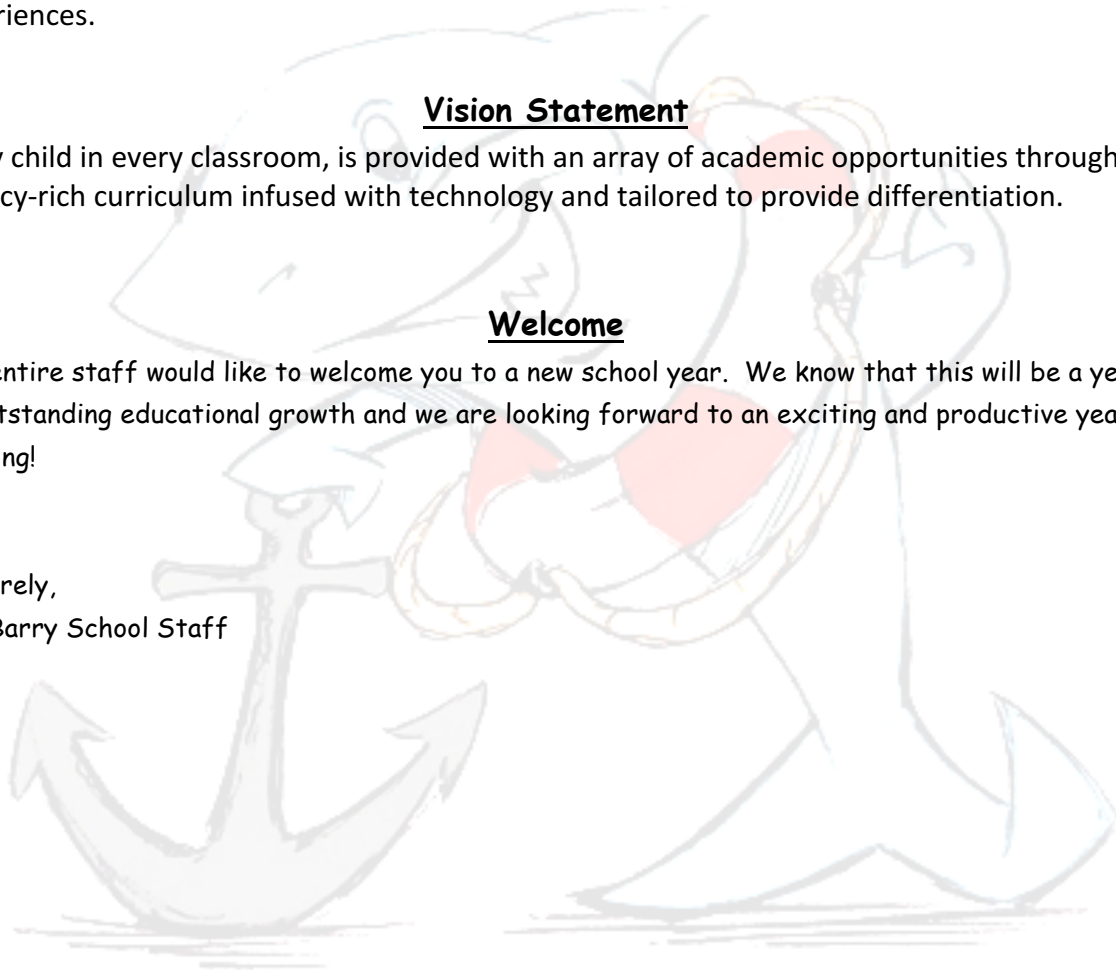 riences.
Vision Statement
child in every classroom, is provided with an array of academic opportunities through
cy-rich curriculum infused with technology and tailored to provide differentiation.
Welcome
entire staff would like to welcome you to a new school year.  We know that this will be a ye
tstanding educational growth and we are looking forward to an exciting and productive yea
ng!
rely,
Barry School Staff